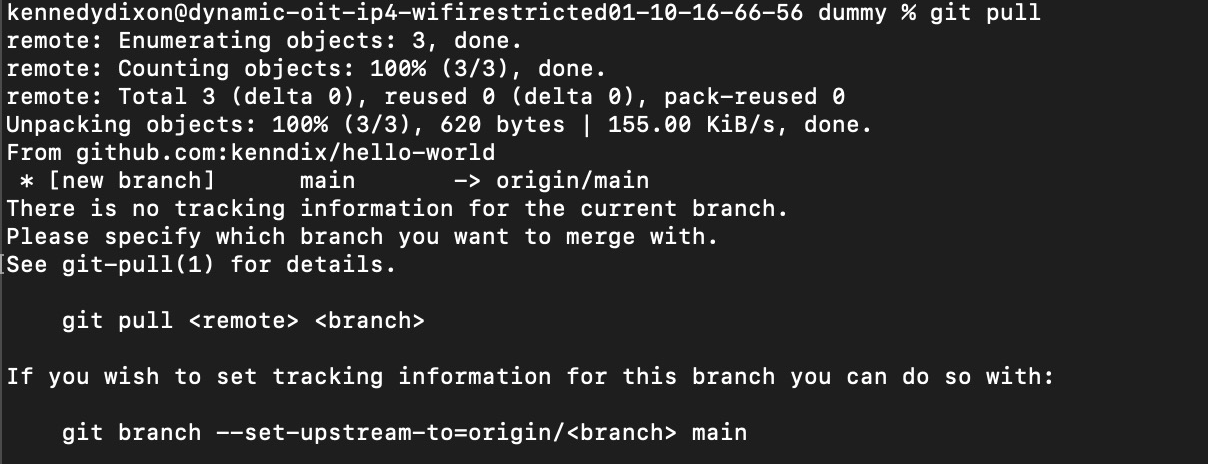 kennedydixon@dynamic-oit-ip4-wifirestricted01-10-16-66-56 dummy % git pull
remote: Enumerating objects: 3, done.
remote: Counting objects: 100% (3/3), done.
remote: Total 3 (delta 0), reused 0 (delta 0), pack-reused 0
Unpacking objects: 100% (3/3), 620 bytes | 155.00 KiB/s, done.
From github.com:kenndix/hello-world
 * [new branch]      main       -> origin/main
There is no tracking information for the current branch.
Please specify which branch you want to merge with.
See git-pull(1) for details.

    git pull <remote> <branch>

If you wish to set tracking information for this branch you can do so with:

    git branch --set-upstream-to=origin/<branch> main